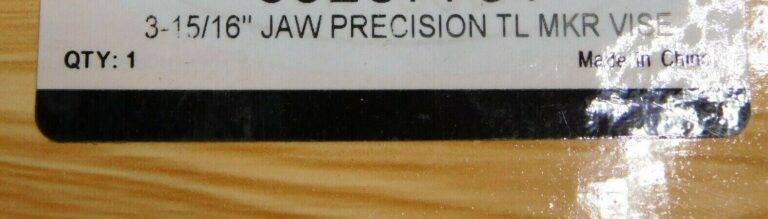 3-15/16" JAW PRECISION TL MKR VISE
QTY: 1 Made in China